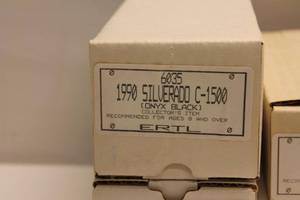 6035
1990 SILVERADO C-1500
(ONYX BLACK)
COLLECTOR'S ITEM
RECOMMENDED FOR AGES 8 AND OVER
ERTL